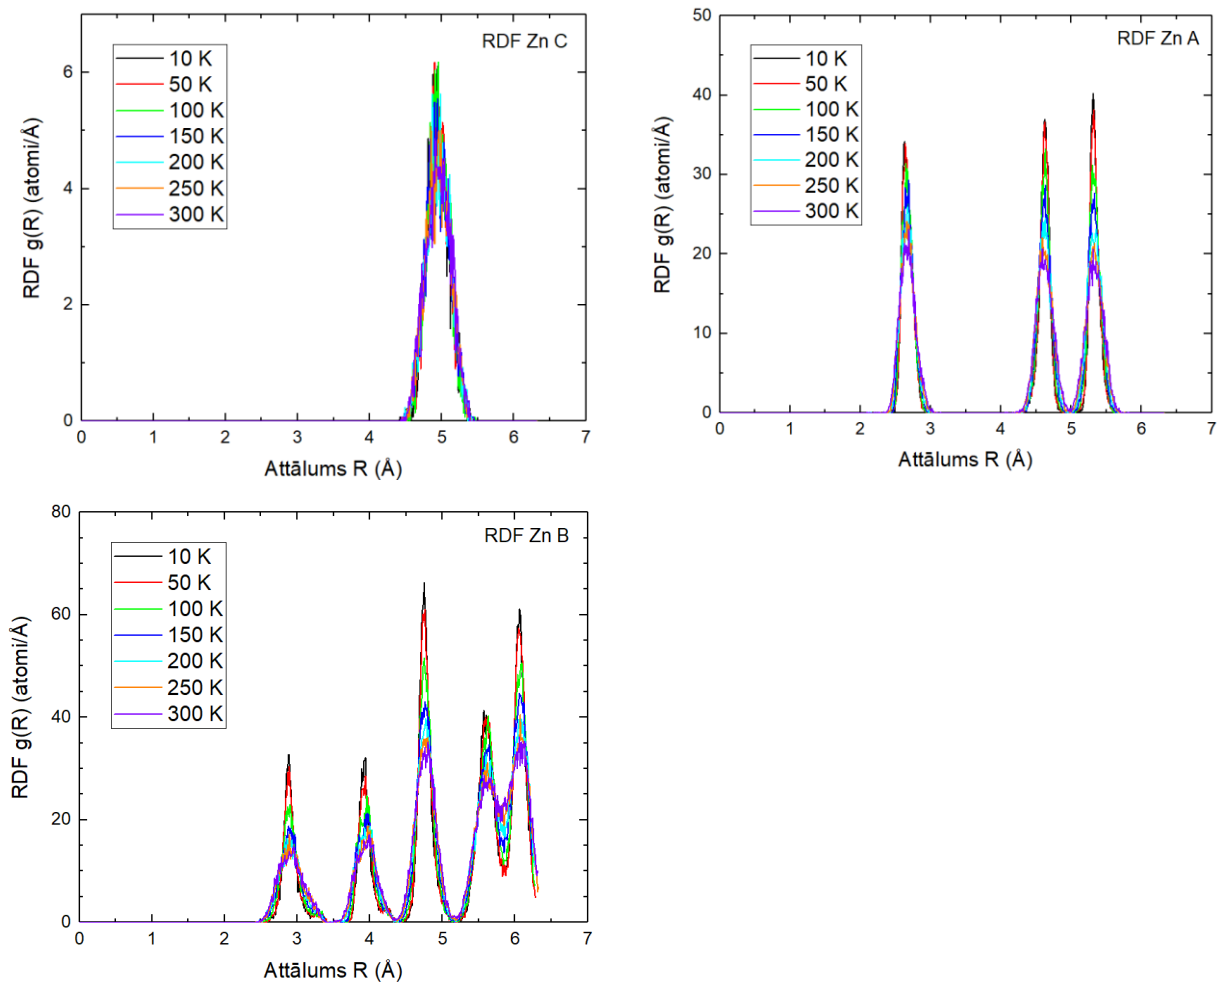 RDF Zn C
10 K
50 K
100 K
150 K
200 K
250 K
300 K
RDF g(R) (atomi/Å)
0
2
4
6
0 1 2 3 4 5 6 7
Attālums R (Å)
RDF Zn A
10 K
50 K
100 K
150 K
200 K
250 K
300 K
RDF g(R) (atomi/Å)
50
40
30
20
10
0
0 1 2 3 4 5 6 7
Attālums R (Å)
RDF Zn B
10 K
50 K
100 K
150 K
200 K
250 K
300 K
RDF g(R) (atomi/Å)
80
60
40
20
0
0 1 2 3 4 5 6 7
Attālums R (Å)